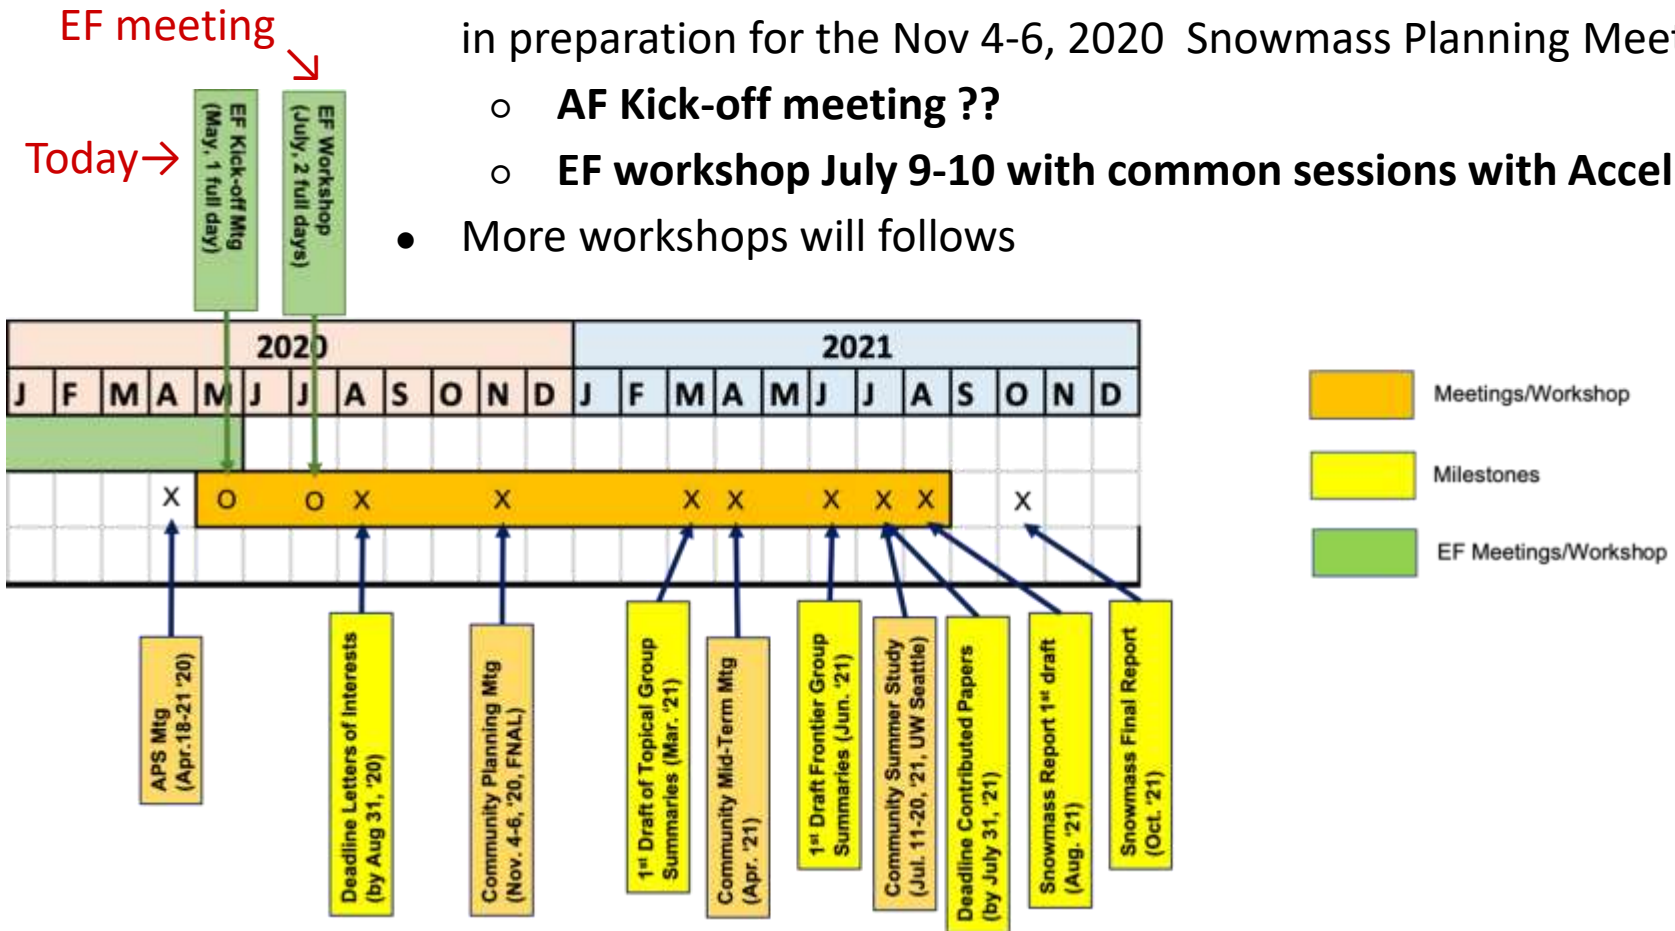 EF meeting
in preparation for the Nov 4-6, 2020 Snowmass Planning Meet
○ AF Kick-off meeting ??
Today→
○ EF workshop July 9-10 with common sessions with Accel
● More workshops will follows
EF Kick-off Mtg
(May, 1 full day)
EF Workshop
(July, 2 full days)
2020 2021
J F M A M J J A S O N D J F M A M J J A S O N D
X O O X X X X X X X X
Meetings/Workshop
Milestones
EF Meetings/Workshop
APS Mtg
(Apr.18-21 '20)
Deadline Letters of Interests
(by Aug 31, '20)
Community Planning Mtg
(Nov. 4-6, '20, FNAL)
1st Draft of Topical Group
Summaries (Mar. '21)
Community Mid-Term Mtg
(Apr. '21)
1st Draft Frontier Group
Summaries (Jun. '21)
Community Summer Study
(Jul. 11-20, '21, UW Seattle)
Deadline Contributed Papers
(by July 31, '21)
Snowmass Report 1st draft
(Aug. '21)
Snowmass Final Report
(Oct. '21)